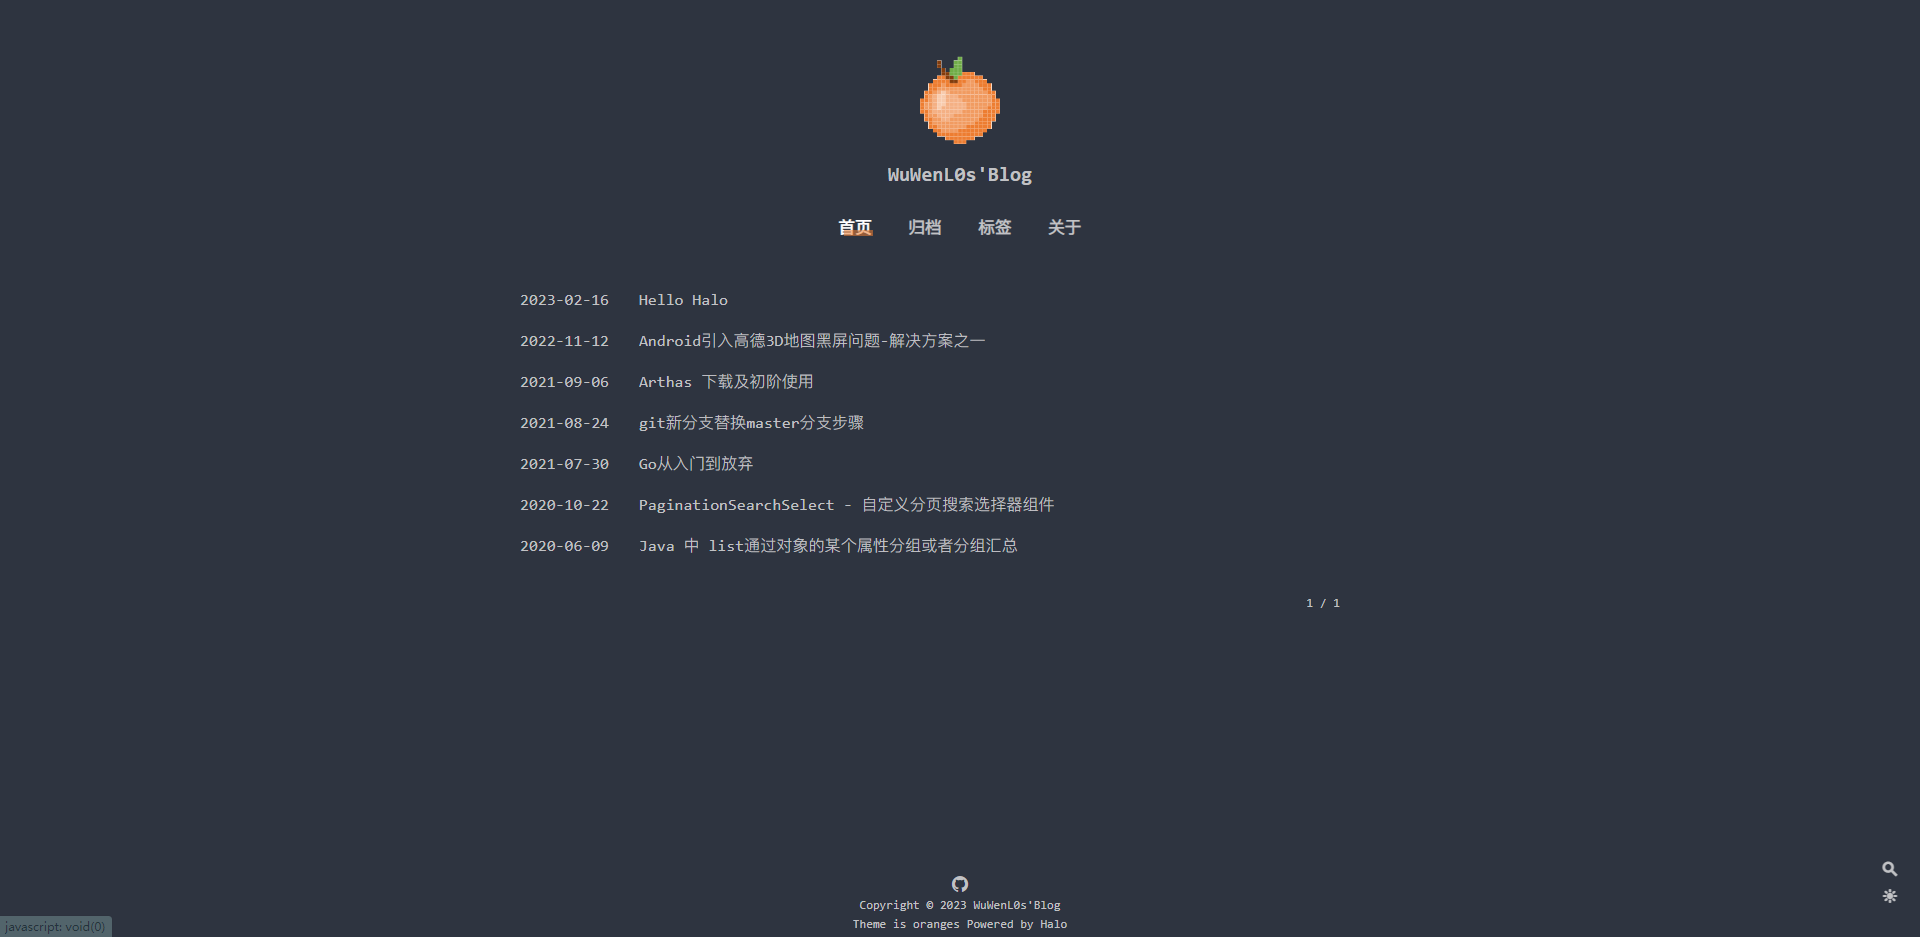 WuWenL0s'Blog
首页 归档 标签 关于
2023-02-16 Hello Halo
2022-11-12 Android引入高德3D地图黑屏问题-解决方案之一
2021-09-06 Arthas 下载及初阶使用
2021-08-24 git新分支替换master分支步骤
2021-07-30 Go从入门到放弃
2020-10-22 PaginationSearchSelect - 自定义分页搜索选择器组件
2020-06-09 Java 中 list通过对象的某个属性分组或者分组汇总
1 / 1
Copyright © 2023 WuWenL0s'Blog
Theme is oranges Powered by Halo
javascript: void(0)